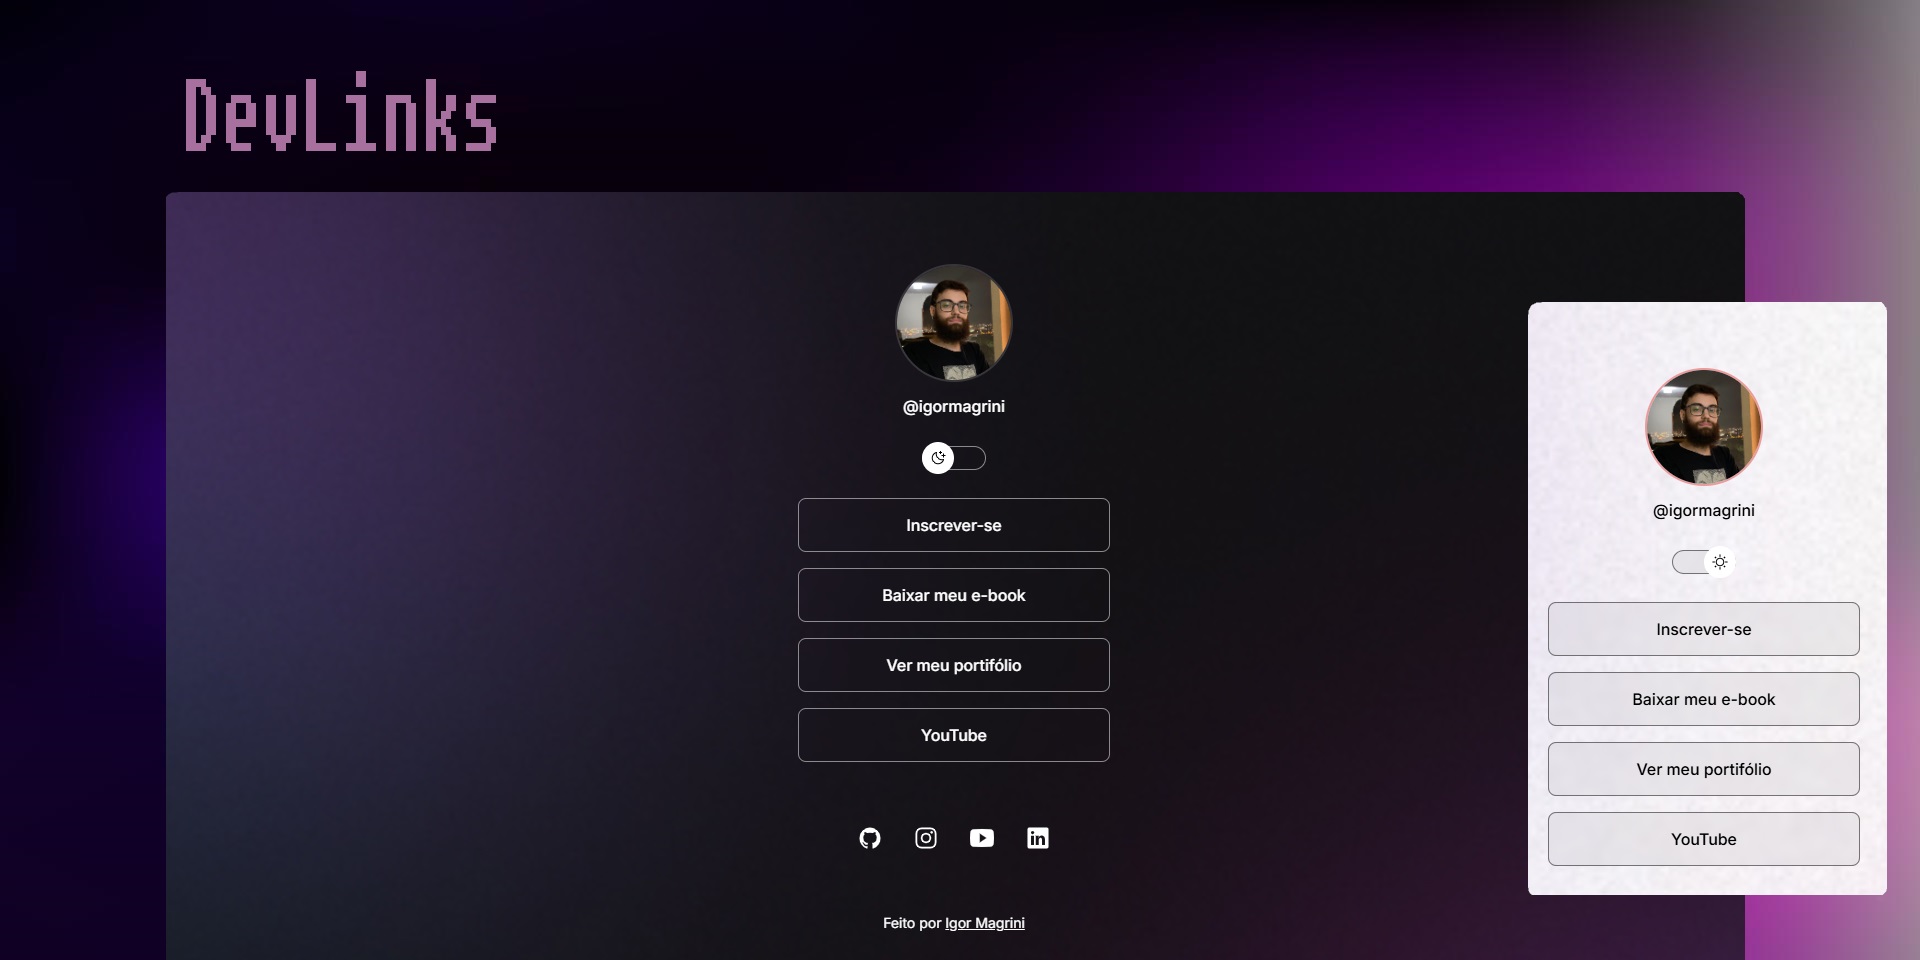 DevLinks
@igormagrini
Inscrever-se
Baixar meu e-book
Ver meu portifólio
YouTube
Feito por Igor Magrini
@igormagrini
Inscrever-se
Baixar meu e-book
Ver meu portifólio
YouTube